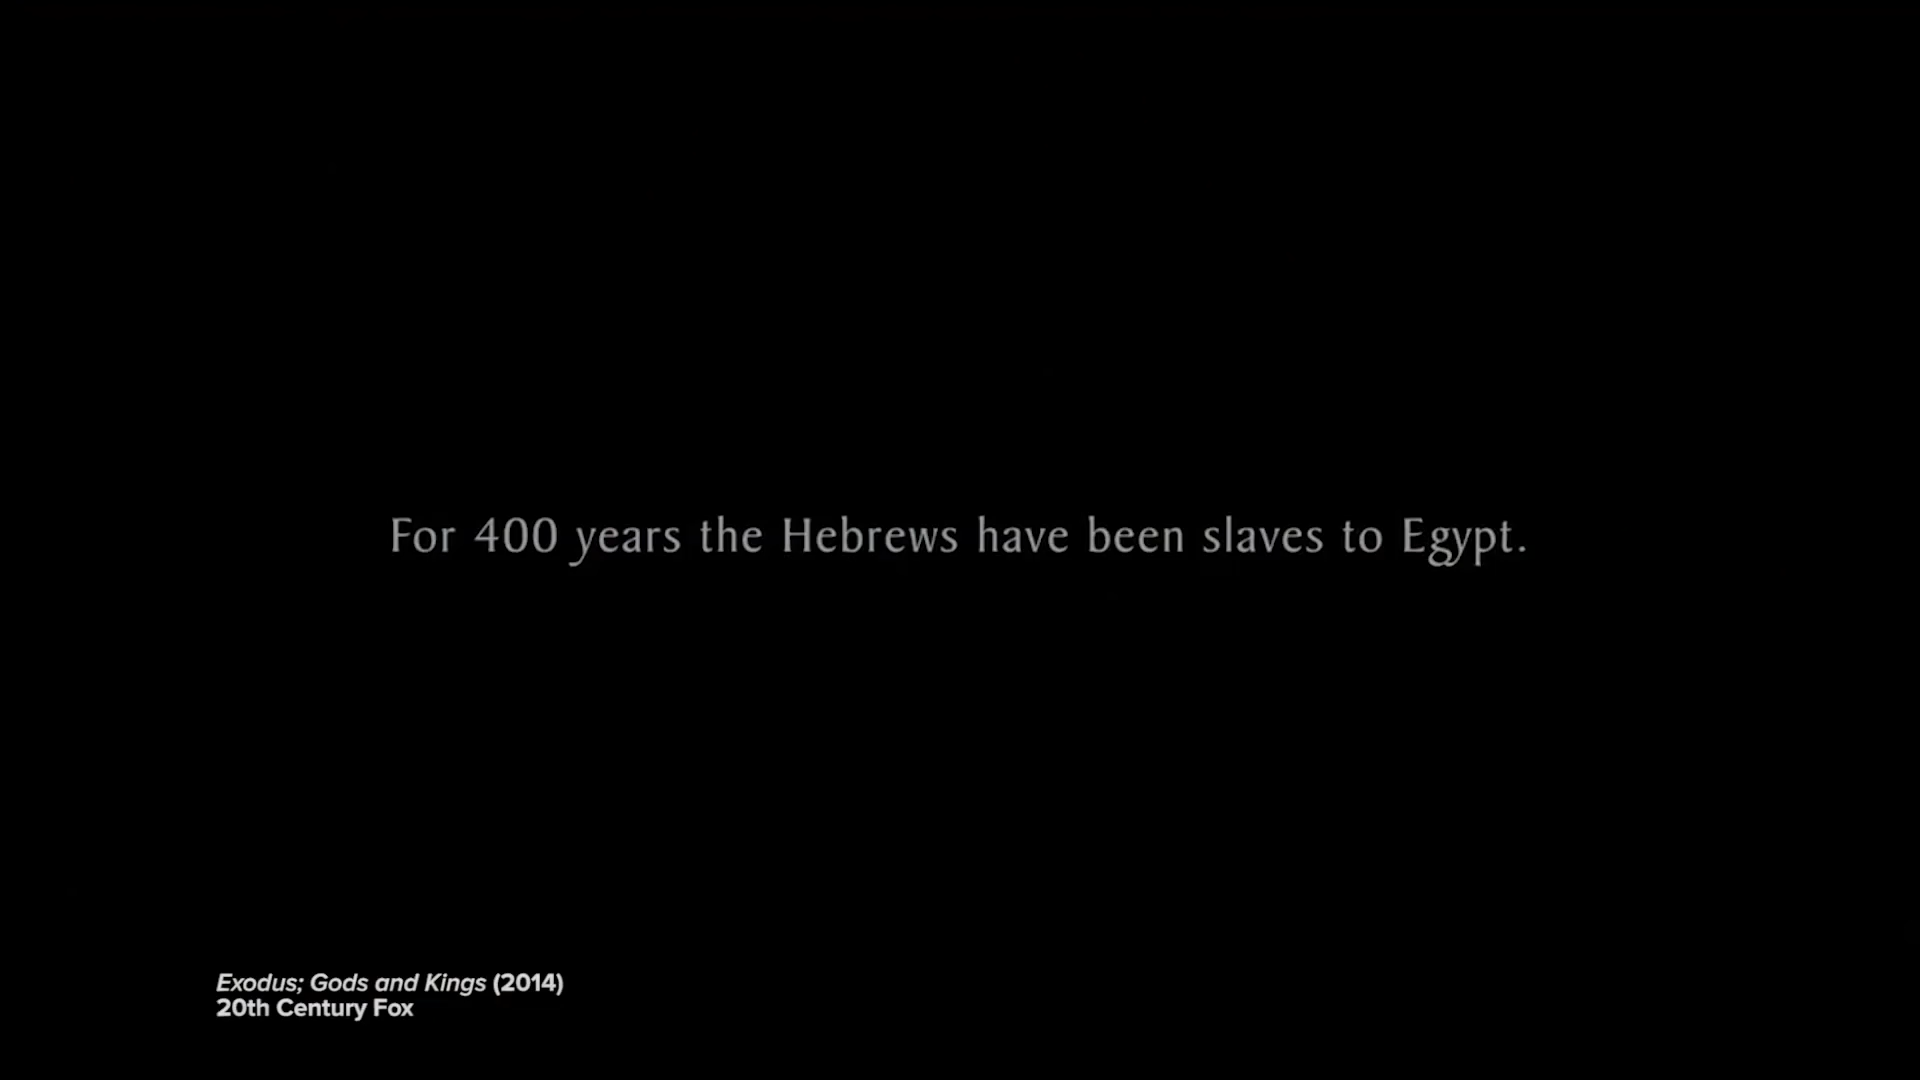 For 400 years the Hebrews have been slaves to Egypt.
Exodus; Gods and Kings (2014)
20th Century Fox